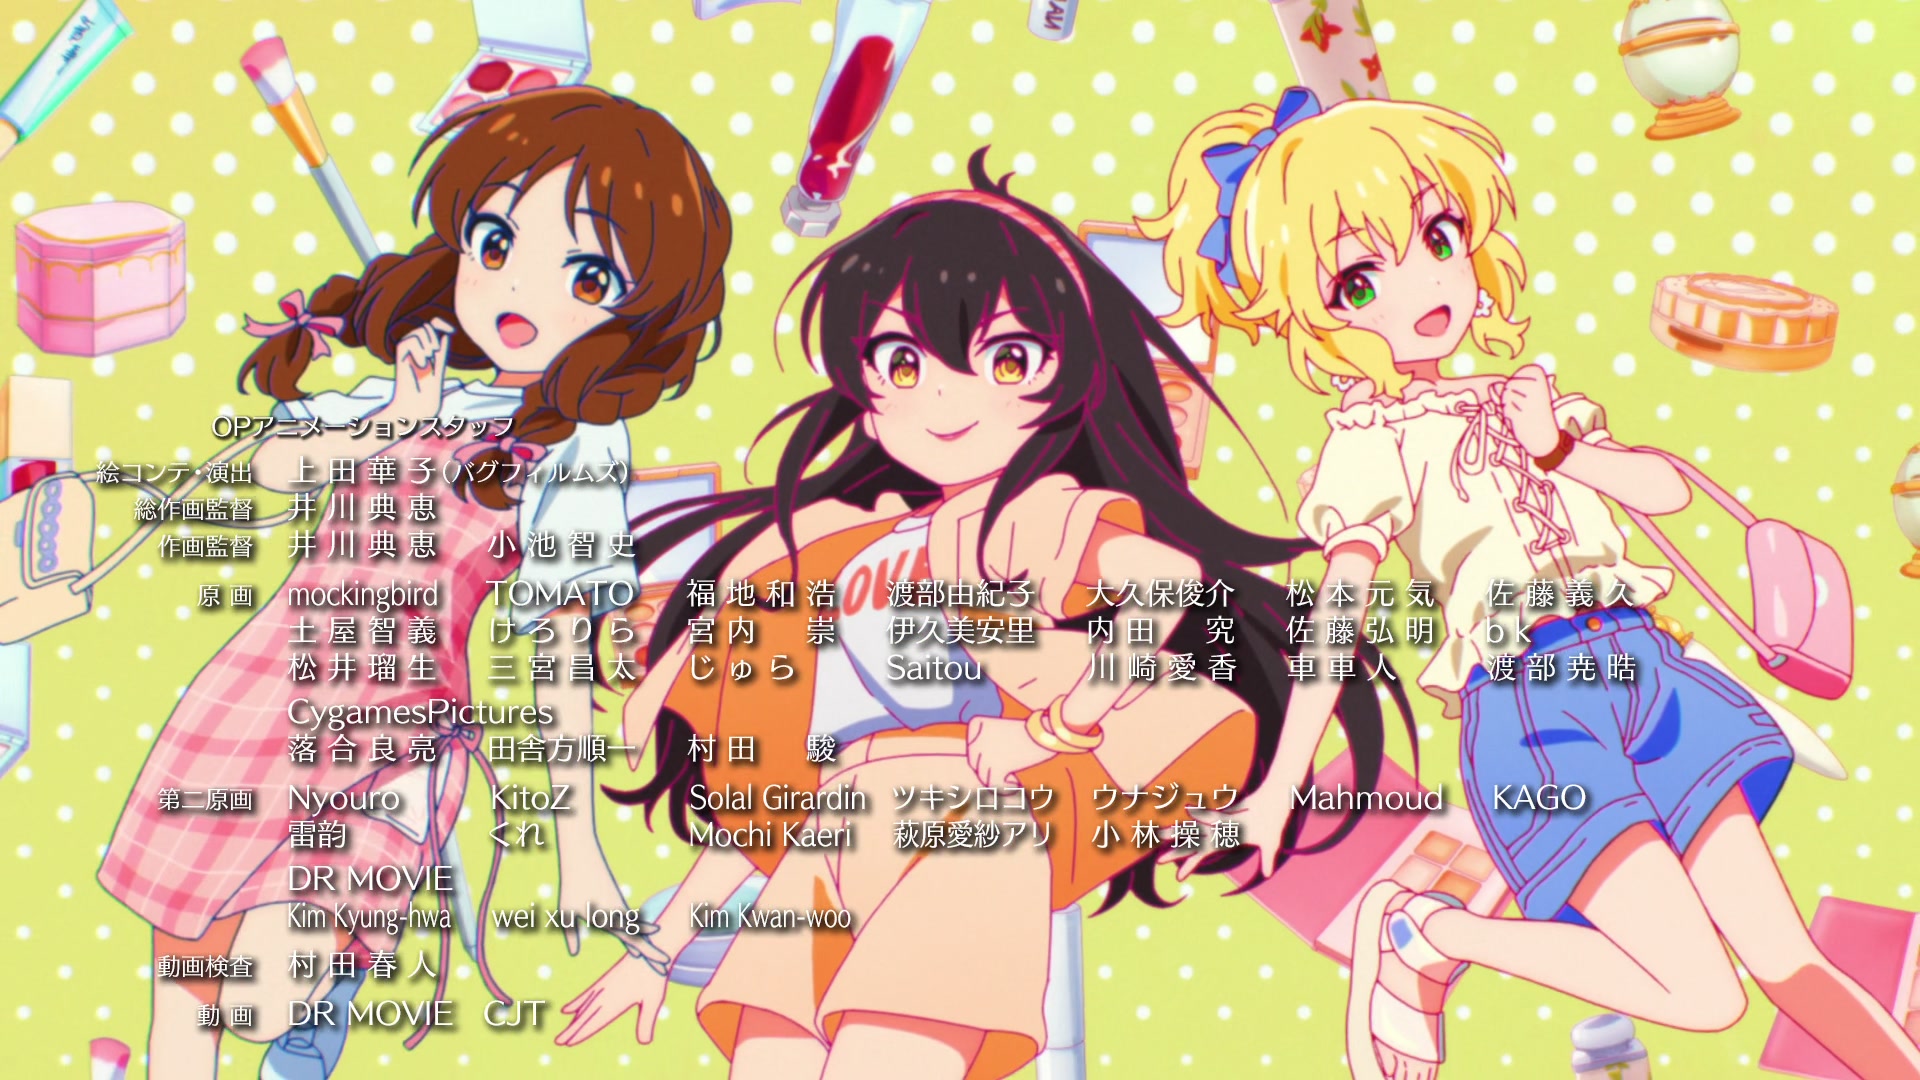 OPアニメーションスタッフ
絵コンテ・演出 上田華子(バグフィルムズ)
総作画監督 井川典恵
作画監督 井川典恵 小池智史
原画 mockingbird TOMATO 福地和浩 渡部由紀子 大久保俊介 松本元気 佐藤義久
土屋智義 けろりら 宮内崇 伊久美安里 内田究 佐藤弘明 bk
松井瑠生 三宮昌太 じゅら Saitou 川崎愛香 車車人 渡部尭晧
CygamesPictures
落合良亮 田舎方順一 村田駿
第二原画 Nyouro KitoZ Solal Girardin ツキシロコウ ウナジュウ Mahmoud KAGO
雷韵 くれ Mochi Kaeri 萩原愛紗アリ 小林操穂
DR MOVIE
Kim Kyung-hwa wei xu long Kim Kwan-woo
動画検査 村田春人
動画 DR MOVIE CJT